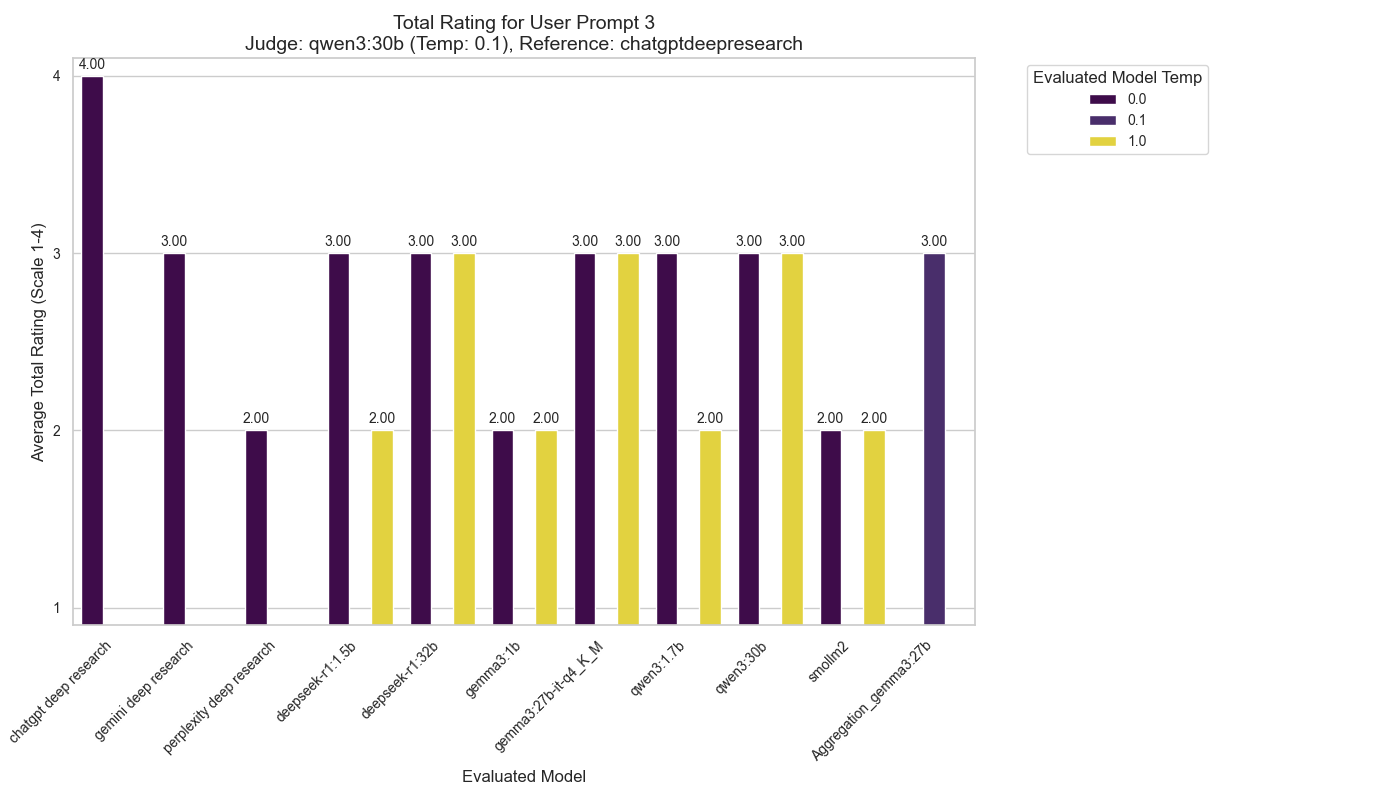 Total Rating for User Prompt 3
Judge: qwen3:30b (Temp: 0.1), Reference: chatgptdeepresearch
Evaluated Model Temp
0.0
0.1
1.0
Average Total Rating (Scale 1-4)
4
3
2
1
4.00
3.00
2.00
3.00
2.00
3.00
3.00
2.00
2.00
3.00
3.00
3.00
2.00
3.00
3.00
2.00
2.00
3.00
chatgpt deep research
gemini deep research
perplexity deep research
deepseek-r1:1.5b
deepseek-r1:32b
gemma3:1b
gemma3:27b-it-q4_K_M
qwen3:1.7b
qwen3:30b
smollm2
Aggregation_gemma3:27b
Evaluated Model